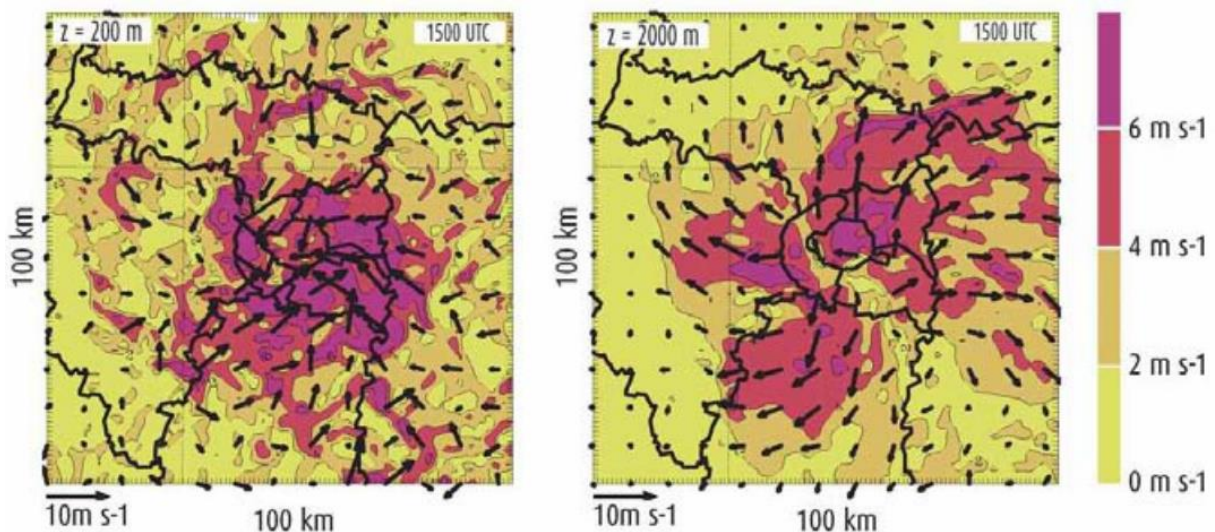 z = 200 m
1500 UTC
z = 2000 m
1500 UTC
6 m s-1
4 m s-1
2 m s-1
0 m s-1
100 km
100 km
10m s-1
100 km
10m s-1
100 km